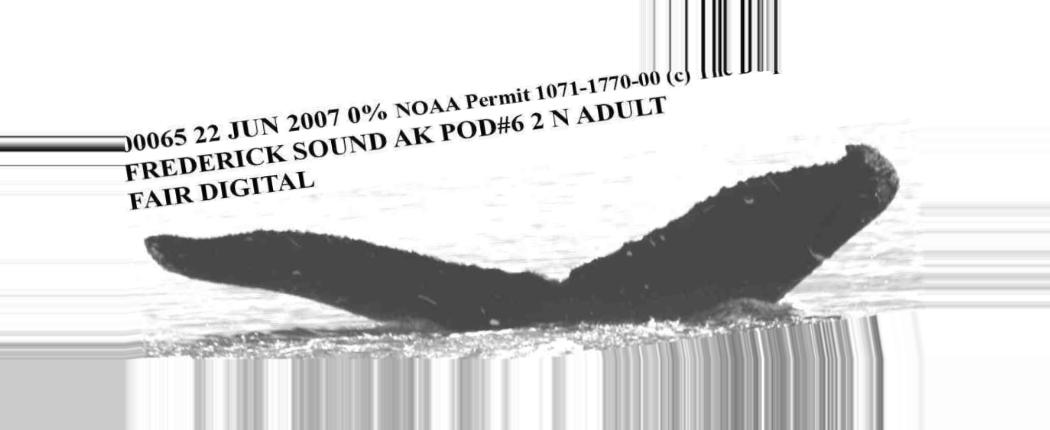 00065 22 JUN 2007 0% NOAA Permit 1071-1770-00 (c)
FREDERICK SOUND AK POD#6 2 N ADULT
FAIR DIGITAL